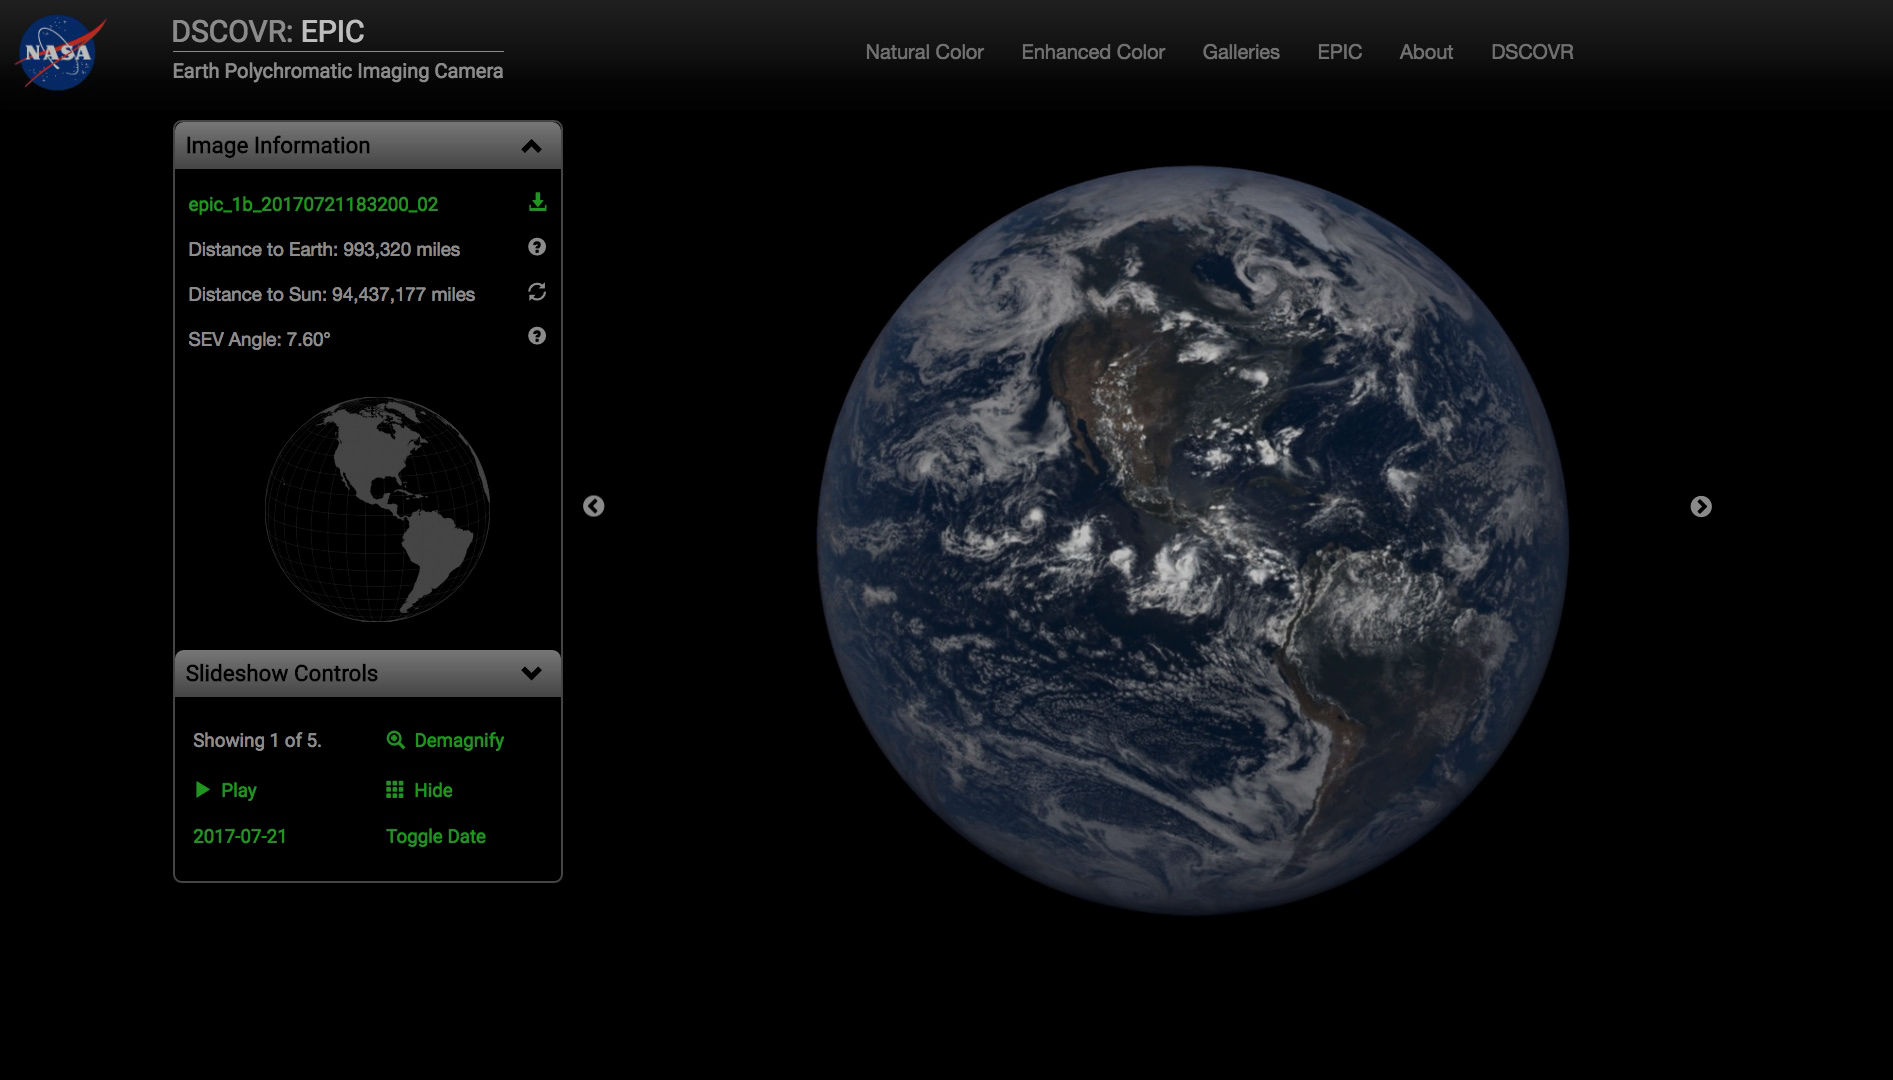 NASA
DSCOVR: EPIC
Earth Polychromatic Imaging Camera
Natural Color Enhanced Color Galleries EPIC About DSCOVR
Image Information
epic_1b_20170721183200_02
Distance to Earth: 993,320 miles
Distance to Sun: 94,437,177 miles
SEV Angle: 7.60°
Slideshow Controls
Showing 1 of 5. Demagnify
Play Hide
2017-07-21 Toggle Date